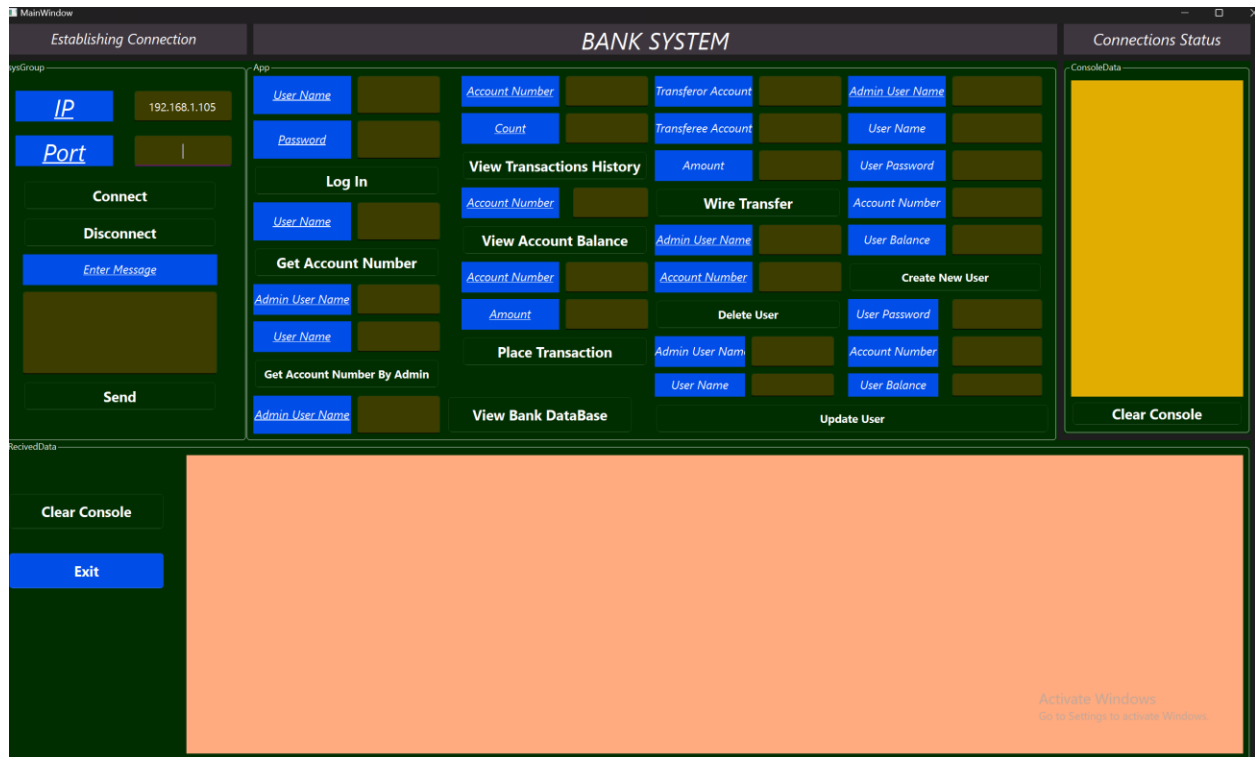 MainWindow
Establishing Connection
BANK SYSTEM
Connections Status
sysGroup
IP
192.168.1.105
Port
Connect
Disconnect
Enter Message
Send
App
User Name
Password
Log In
User Name
Get Account Number
Admin User Name
User Name
Get Account Number By Admin
Admin User Name
Account Number
Count
View Transactions History
Account Number
View Account Balance
Account Number
Amount
Place Transaction
View Bank DataBase
Transferor Account
Transferee Account
Amount
Wire Transfer
Admin User Name
Account Number
Delete User
Admin User Nam
User Name
Update User
Admin User Name
User Name
User Password
Account Number
User Balance
Create New User
User Password
Account Number
User Balance
ConsoleData
Clear Console
RecivedData
Clear Console
Exit
Activate Windows
Go to Settings to activate Windows.